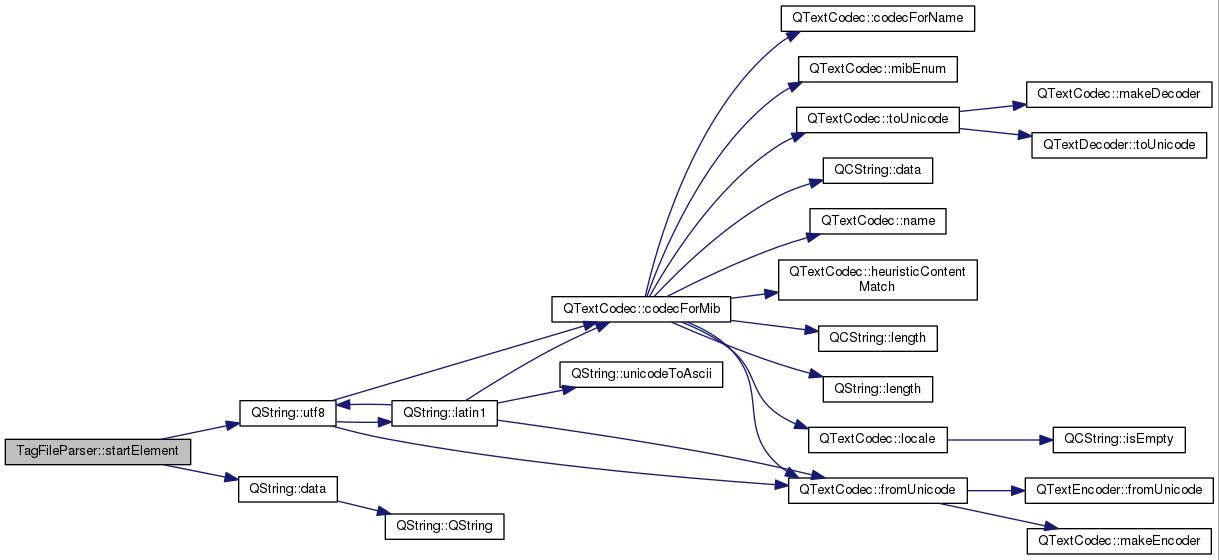 QTextCodec::codecForName
QTextCodec::mibEnum
QTextCodec::makeDecoder
QTextCodec::toUnicode
QTextDecoder::toUnicode
QCString::data
QTextCodec::name
QTextCodec::heuristicContent
Match
QTextCodec::codecForMib
QCString::length
QString::unicodeToAscii
QString::length
QString::utf8
QString::latin1
QTextCodec::locale
QCString::isEmpty
TagFileParser::startElement
QString::data
QTextCodec::fromUnicode
QTextEncoder::fromUnicode
QString::QString
QTextCodec::makeEncoder